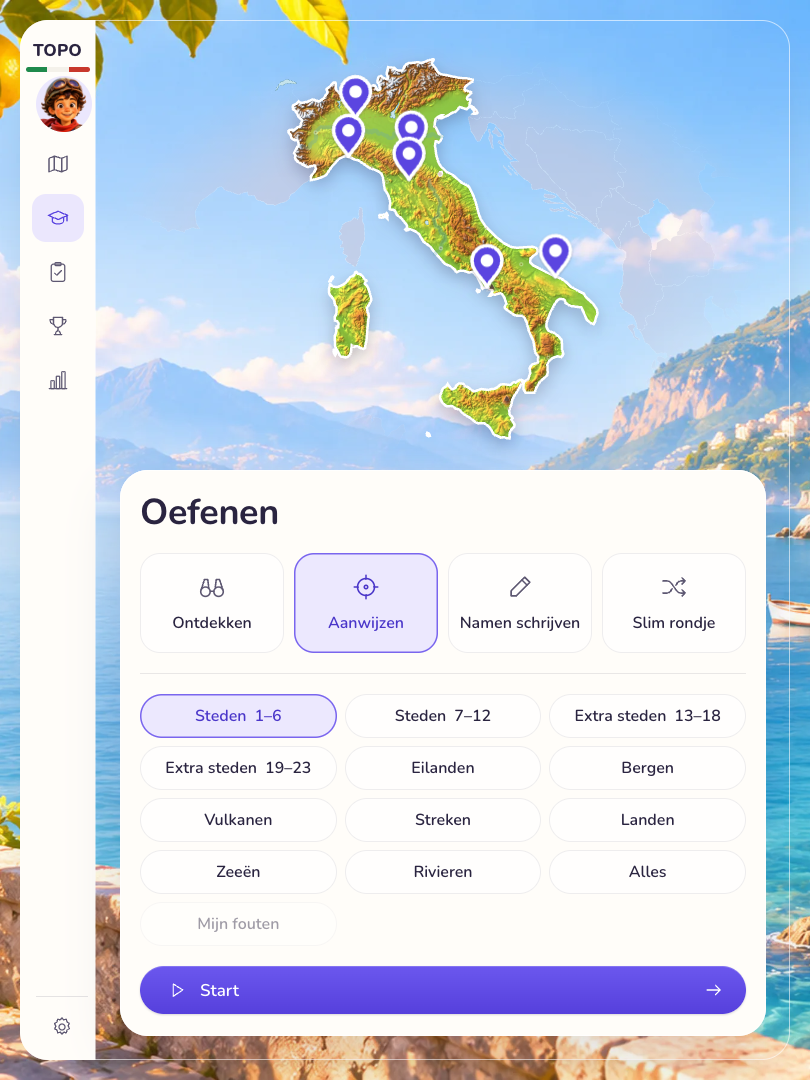 TOPO
Oefenen
Ontdekken
Aanwijzen
Namen schrijven
Slim rondje
Steden 1–6
Steden 7–12
Extra steden 13–18
Extra steden 19–23
Eilanden
Bergen
Vulkanen
Streken
Landen
Zeeën
Rivieren
Alles
Mijn fouten
Start